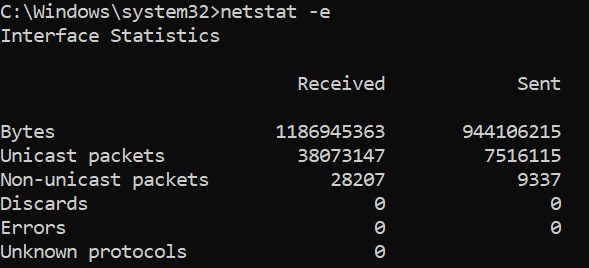 C:\Windows\system32>netstat -e
Interface Statistics
Received Sent
Bytes 1186945363 944106215
Unicast packets 38073147 7516115
Non-unicast packets 28207 9337
Discards 0 0
Errors 0 0
Unknown protocols 0